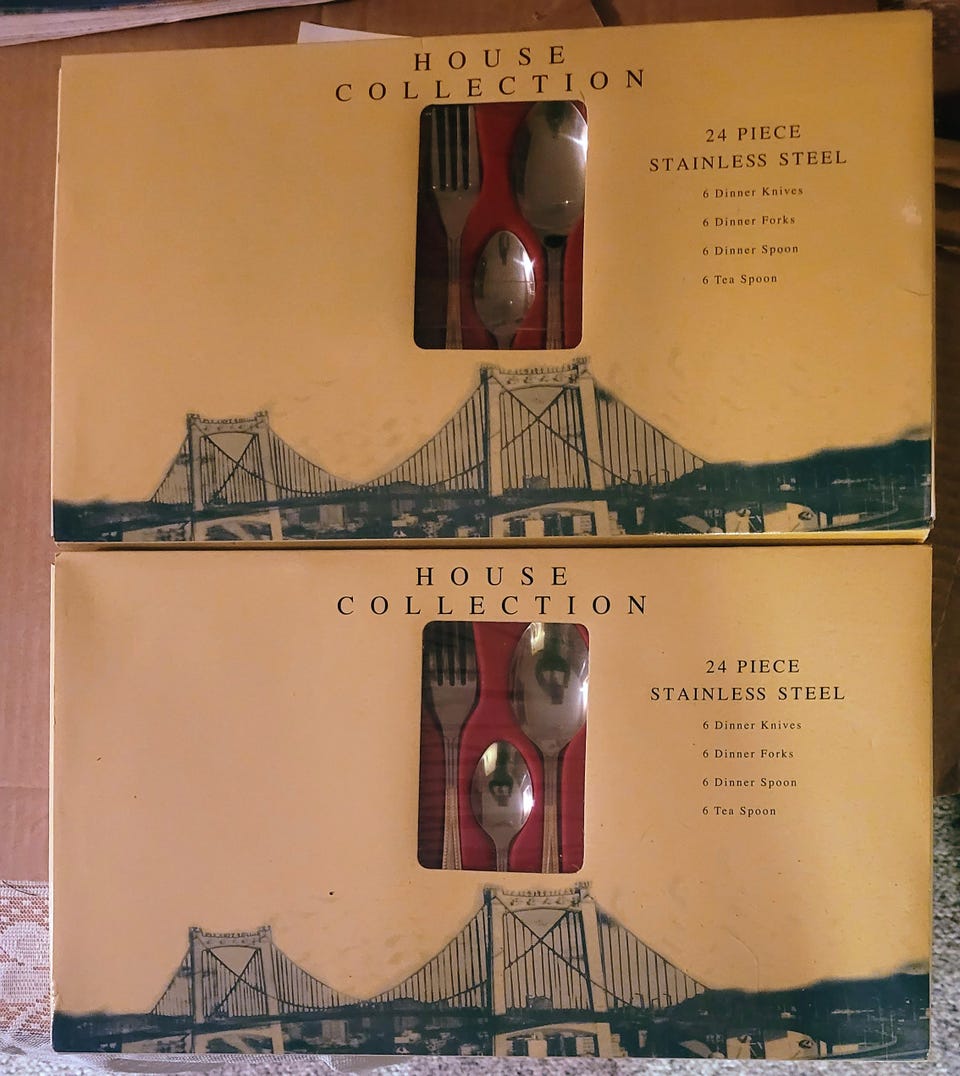 HOUSE
COLLECTION
24 PIECE
STAINLESS STEEL
6 Dinner Knives
6 Dinner Forks
6 Dinner Spoon
6 Tea Spoon
HOUSE
COLLECTION
24 PIECE
STAINLESS STEEL
6 Dinner Knives
6 Dinner Forks
6 Dinner Spoon
6 Tea Spoon